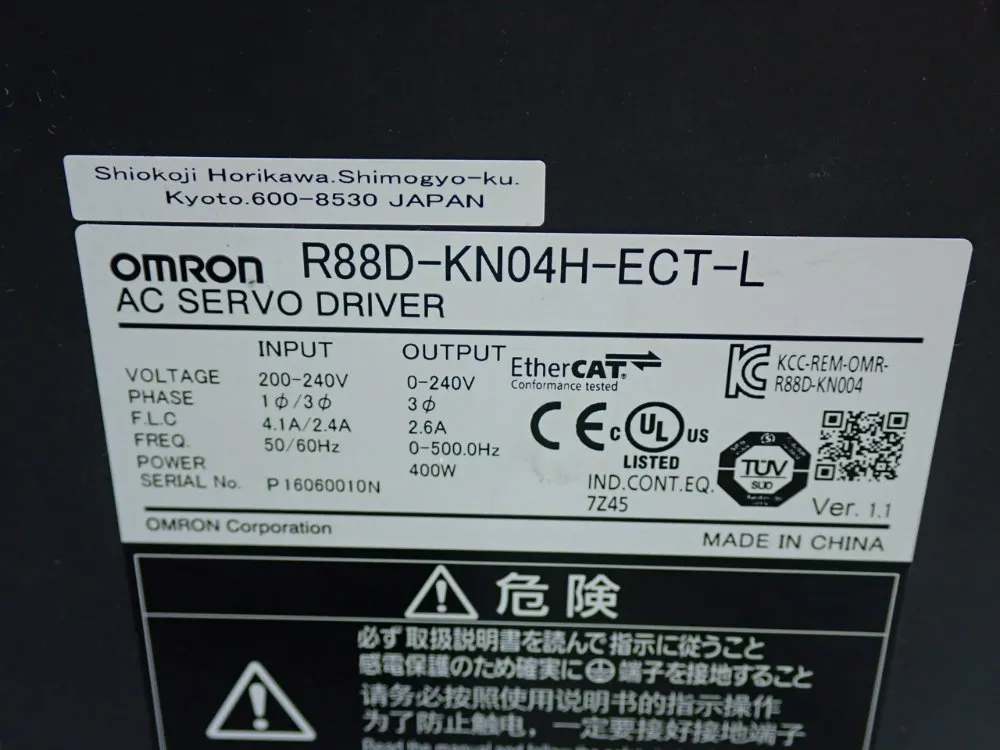 Shiokoji Horikawa.Shimogyo-ku.
Kyoto.600-8530 JAPAN
OMRON R88D-KN04H-ECT-L
AC SERVO DRIVER
INPUT OUTPUT
VOLTAGE 200-240V 0-240V
PHASE 1ϕ/3ϕ 3ϕ
F.L.C 4.1A/2.4A 2.6A
FREQ. 50/60Hz 0-500.0Hz
POWER 400W
SERIAL No. P16060010N
EtherCAT®
Conformance tested
KCC-REM-OMR-
R88D-KN004
CE c UL US
LISTED
IND.CONT.EQ.
7Z45
TÜV
SÜD
Ver. 1.1
OMRON Corporation
MADE IN CHINA
危険
必ず取扱説明書を読んで指示に従うこと
感電保護のため確実に端子を接地すること
请务必按照使用说明书的指示操作
为了防止触电，一定要接好接地端子
Read the manual and follow the safety